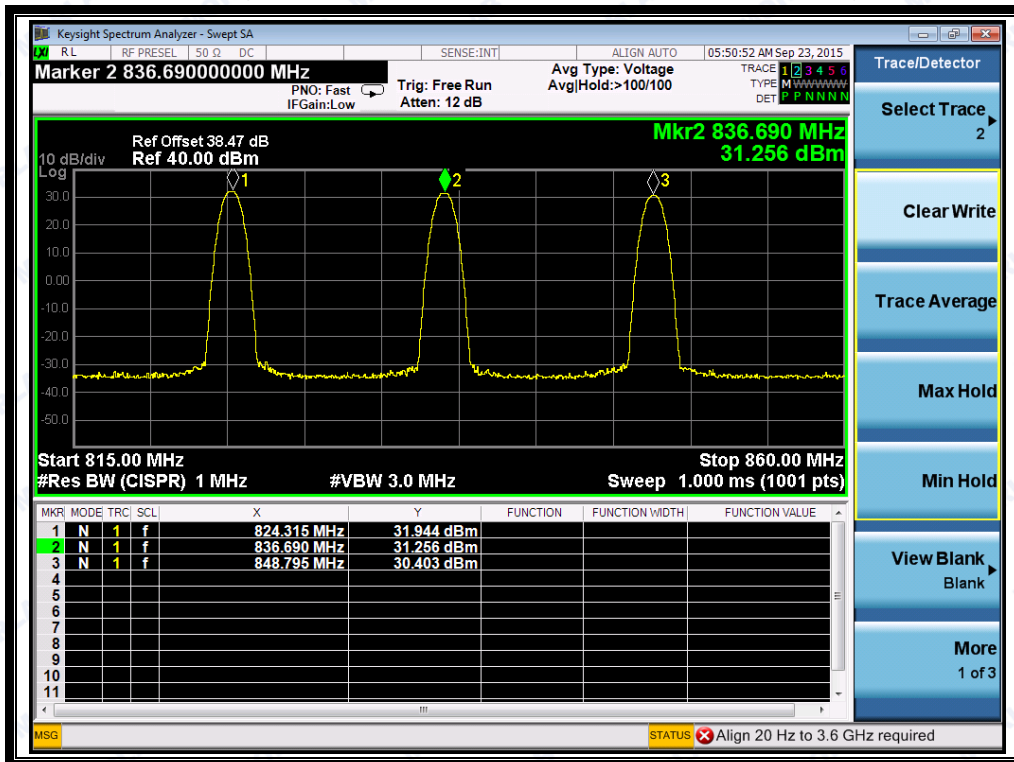 Keysight Spectrum Analyzer - Swept SA
LXI RL RF PRESEL 50 Ω DC SENSE:INT ALIGN AUTO 05:50:52 AM Sep 23, 2015
Marker 2 836.690000000 MHz
PNO: Fast Trig: Free Run Avg Type: Voltage TRACE 1 2 3 4 5 6
IFGain:Low Atten: 12 dB Avg|Hold:>100/100 TYPE M W W W W W
DET P P N N N N
Mkr2 836.690 MHz
31.256 dBm
Ref Offset 38.47 dB
10 dB/div Ref 40.00 dBm
Log
1 2 3
30.0
20.0
10.0
0.00
-10.0
-20.0
-30.0
-40.0
-50.0
Start 815.00 MHz Stop 860.00 MHz
#Res BW (CISPR) 1 MHz #VBW 3.0 MHz Sweep 1.000 ms (1001 pts)
MKR MODE TRC SCL X Y FUNCTION FUNCTION WIDTH FUNCTION VALUE
1 N 1 f 824.315 MHz 31.944 dBm
2 N 1 f 836.690 MHz 31.256 dBm
3 N 1 f 848.795 MHz 30.403 dBm
4
5
6
7
8
9
10
11
MSG STATUS Align 20 Hz to 3.6 GHz required
Trace/Detector
Select Trace
2
Clear Write
Trace Average
Max Hold
Min Hold
View Blank
Blank
More
1 of 3